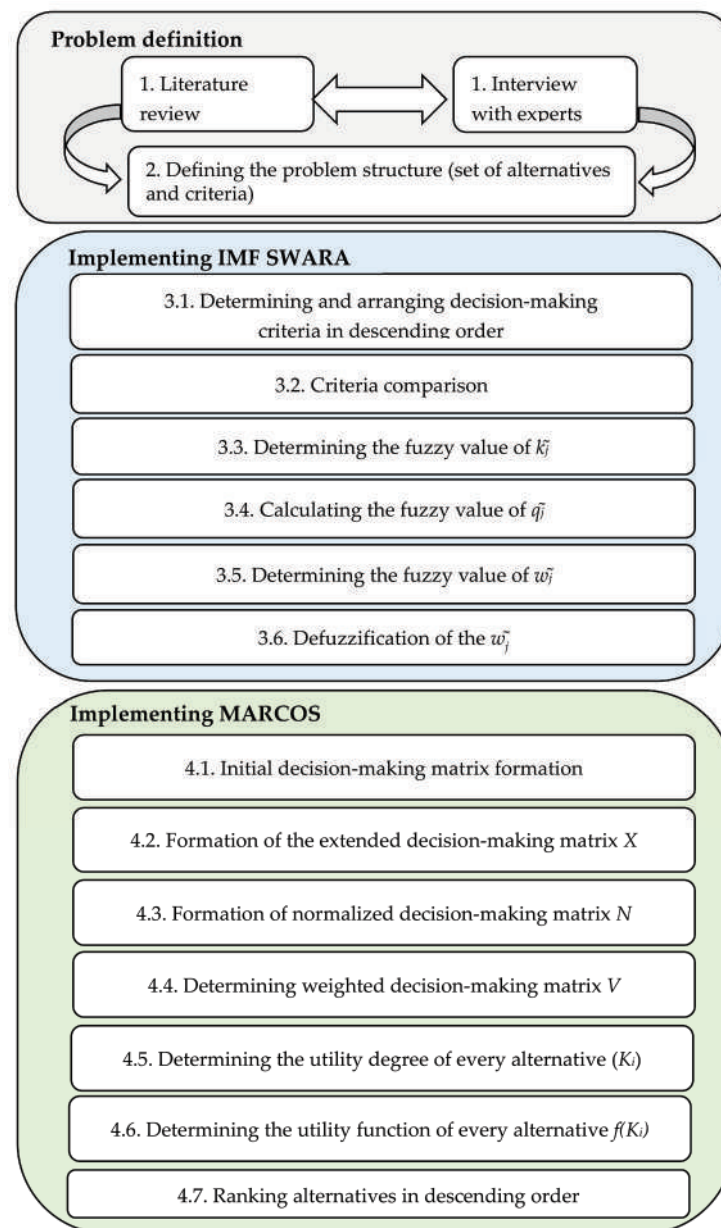 Problem definition
1. Literature
review
1. Interview
with experts
2. Defining the problem structure (set of alternatives
and criteria)
Implementing IMF SWARA
3.1. Determining and arranging decision-making
criteria in descending order
3.2. Criteria comparison
3.3. Determining the fuzzy value of k̃j
3.4. Calculating the fuzzy value of q̃j
3.5. Determining the fuzzy value of w̃j
3.6. Defuzzification of the w̃j
Implementing MARCOS
4.1. Initial decision-making matrix formation
4.2. Formation of the extended decision-making matrix X
4.3. Formation of normalized decision-making matrix N
4.4. Determining weighted decision-making matrix V
4.5. Determining the utility degree of every alternative (Ki)
4.6. Determining the utility function of every alternative f(Ki)
4.7. Ranking alternatives in descending order